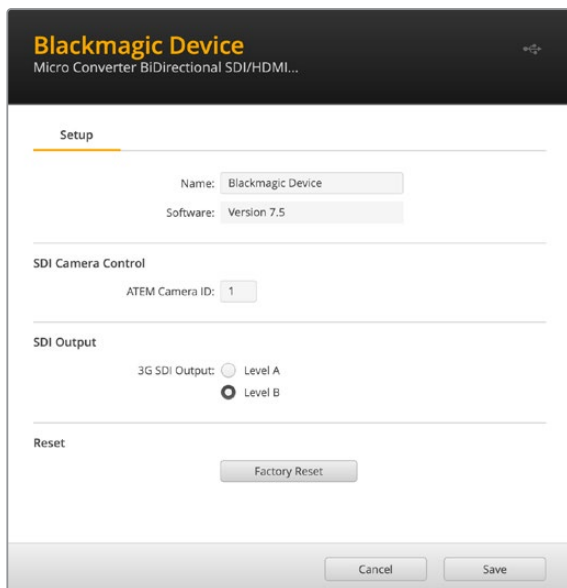 Blackmagic Device
Micro Converter BiDirectional SDI/HDMI...
Setup
Name: Blackmagic Device
Software: Version 7.5
SDI Camera Control
ATEM Camera ID: 1
SDI Output
3G SDI Output: Level A
Level B
Reset
Factory Reset
Cancel Save